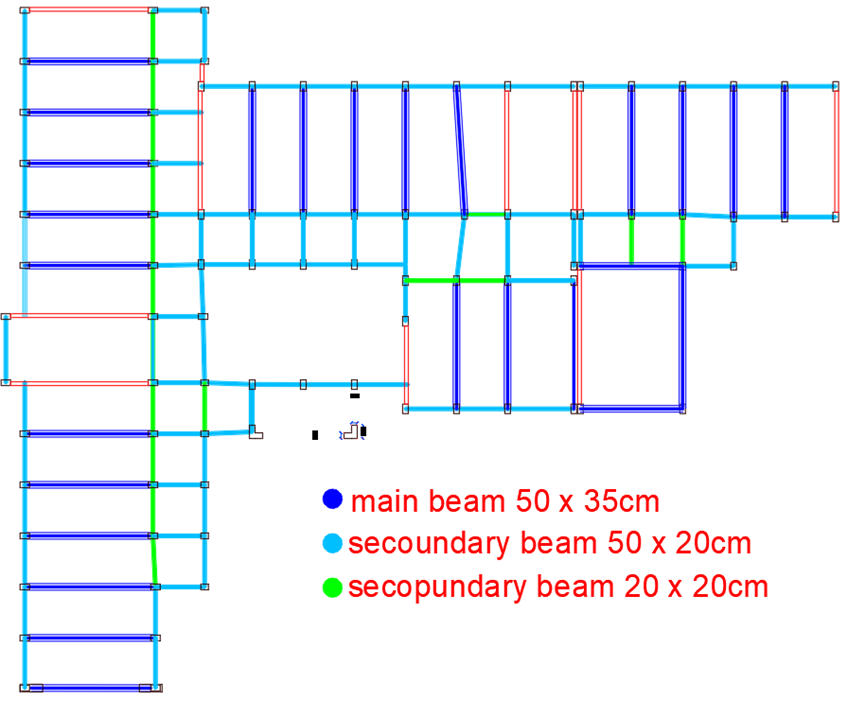 main beam 50 x 35cm
secoundary beam 50 x 20cm
secopundary beam 20 x 20cm